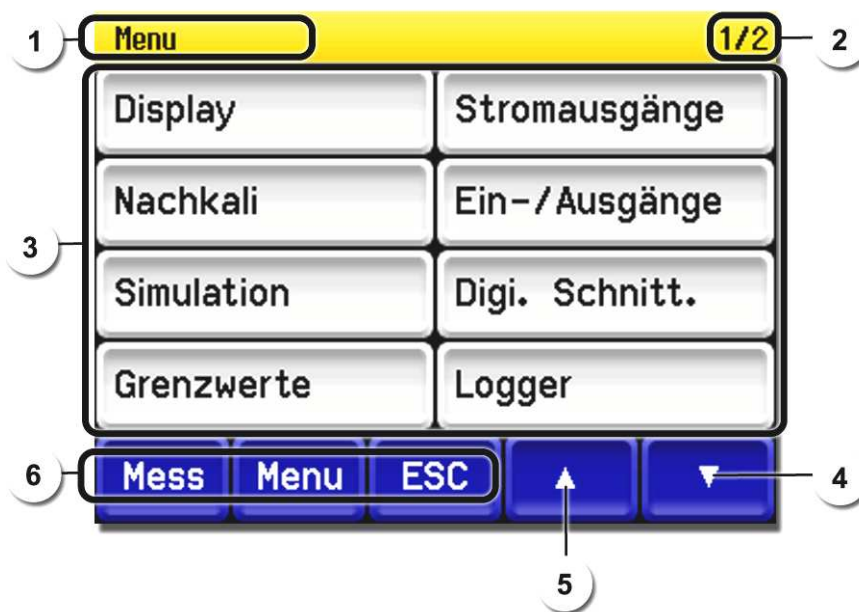 1 Menu 1/2 2
Display Stromausgänge
Nachkali Ein-/Ausgänge
3
Simulation Digi. Schnitt.
Grenzwerte Logger
6 Mess Menu ESC ▲ ▼ 4
5